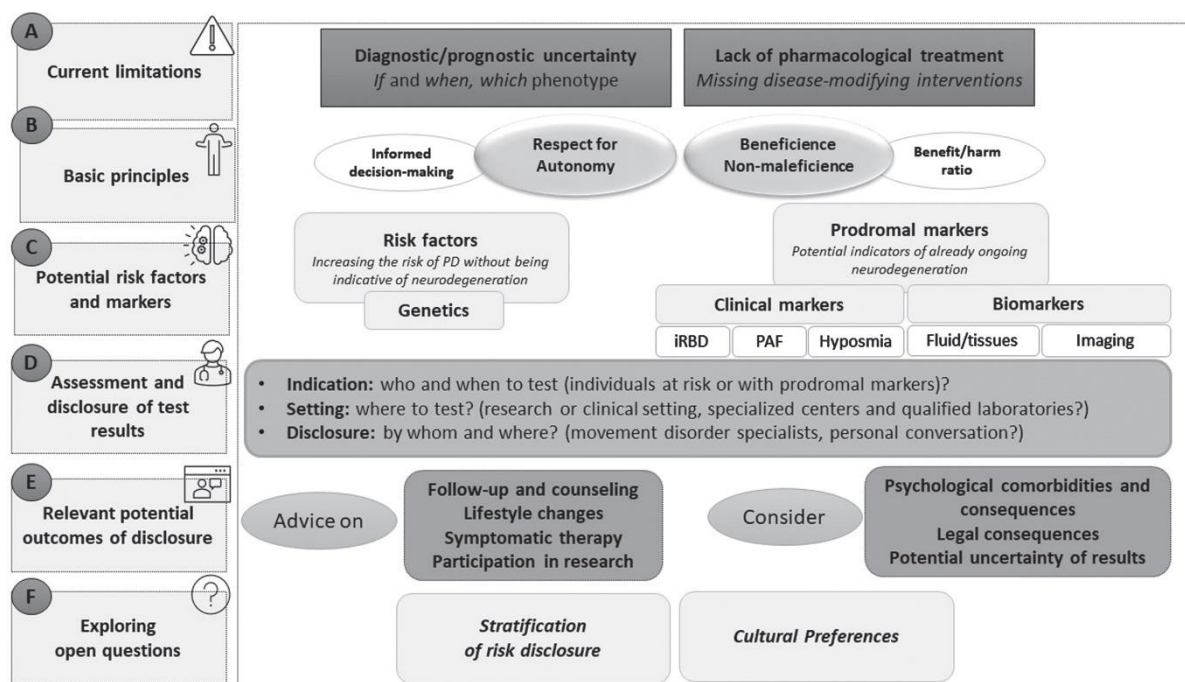 A
Current limitations
Diagnostic/prognostic uncertainty
If and when, which phenotype
Lack of pharmacological treatment
Missing disease-modifying interventions
B
Basic principles
Informed
decision-making
Respect for
Autonomy
Beneficience
Non-maleficience
Benefit/harm
ratio
C
Potential risk factors
and markers
Risk factors
Increasing the risk of PD without being
indicative of neurodegeneration
Genetics
Prodromal markers
Potential indicators of already ongoing
neurodegeneration
Clinical markers
Biomarkers
iRBD
PAF
Hyposmia
Fluid/tissues
Imaging
D
Assessment and
disclosure of test
results
• Indication: who and when to test (individuals at risk or with prodromal markers)?
• Setting: where to test? (research or clinical setting, specialized centers and qualified laboratories?)
• Disclosure: by whom and where? (movement disorder specialists, personal conversation?)
E
Relevant potential
outcomes of disclosure
Advice on
Follow-up and counseling
Lifestyle changes
Symptomatic therapy
Participation in research
Consider
Psychological comorbidities and
consequences
Legal consequences
Potential uncertainty of results
F
?
Exploring
open questions
Stratification
of risk disclosure
Cultural Preferences